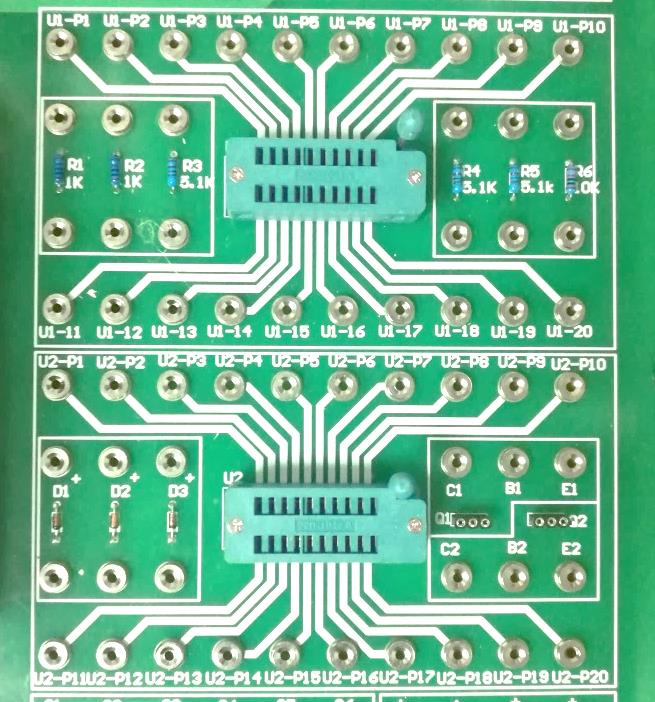 U1-P1 U1-P2 U1-P3 U1-P4 U1-P5 U1-P6 U1-P7 U1-P8 U1-P9 U1-P10
R1 R2 R3 R4 R5 R6
1K 1K 5.1K 5.1K 5.1k 10K
U1-11 U1-12 U1-13 U1-14 U1-15 U1-16 U1-17 U1-18 U1-19 U1-20
U2-P1 U2-P2 U2-P3 U2-P4 U2-P5 U2-P6 U2-P7 U2-P8 U2-P9 U2-P10
+ + + U2
D1 D2 D3 C1 B1 E1
Q1 Q2
C2 B2 E2
U2-P11 U2-P12 U2-P13 U2-P14 U2-P15 U2-P16 U2-P17 U2-P18 U2-P19 U2-P20